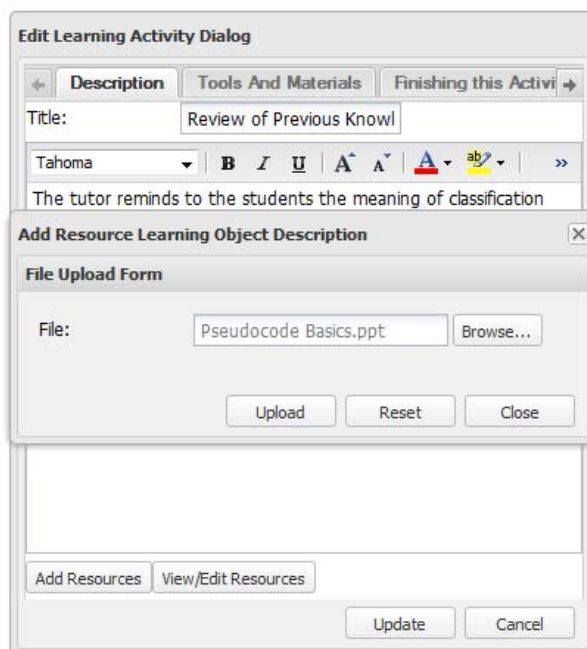 Edit Learning Activity Dialog
Description Tools And Materials Finishing this Activi
Title: Review of Previous Knowl
Tahoma B I U A A A ab »
The tutor reminds to the students the meaning of classification
Add Resource Learning Object Description
File Upload Form
File: Pseudocode Basics.ppt Browse...
Upload Reset Close
Add Resources View/Edit Resources
Update Cancel